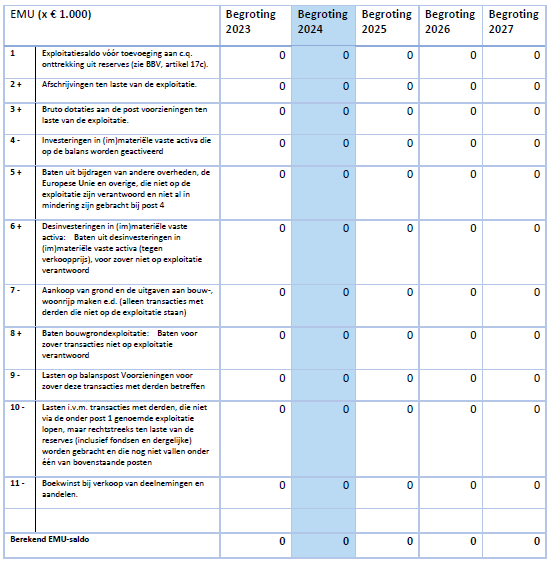 EMU (x € 1.000) Begroting 2023 Begroting 2024 Begroting 2025 Begroting 2026 Begroting 2027
1 Exploitatiesaldo vóór toevoeging aan c.q. 0 0 0 0 0
onttrekking uit reserves (zie BBV, artikel 17c).
2 + Afschrijvingen ten laste van de exploitatie. 0 0 0 0 0
3 + Bruto dotaties aan de post voorzieningen ten 0 0 0 0 0
laste van de exploitatie.
4 - Investeringen in (im)materiële vaste activa die 0 0 0 0 0
op de balans worden geactiveerd
5 + Baten uit bijdragen van andere overheden, de 0 0 0 0 0
Europese Unie en overige, die niet op de
exploitatie zijn verantwoord en niet al in
mindering zijn gebracht bij post 4
6 + Desinvesteringen in (im)materiële vaste 0 0 0 0 0
activa: Baten uit desinvesteringen in
(im)materiële vaste activa (tegen
verkoopprijs), voor zover niet op exploitatie
verantwoord
7 - Aankoop van grond en de uitgaven aan bouw-, 0 0 0 0 0
woonrijp maken e.d. (alleen transacties met
derden die niet op de exploitatie staan)
8 + Baten bouwgrondexploitatie: Baten voor 0 0 0 0 0
zover transacties niet op exploitatie
verantwoord
9 - Lasten op balanspost Voorzieningen voor 0 0 0 0 0
zover deze transacties met derden betreffen
10 - Lasten i.v.m. transacties met derden, die niet 0 0 0 0 0
via de onder post 1 genoemde exploitatie
lopen, maar rechtstreeks ten laste van de
reserves (inclusief fondsen en dergelijke)
worden gebracht en die nog niet vallen onder
één van bovenstaande posten
11 - Boekwinst bij verkoop van deelnemingen en 0 0 0 0 0
aandelen.
Berekend EMU-saldo 0 0 0 0 0